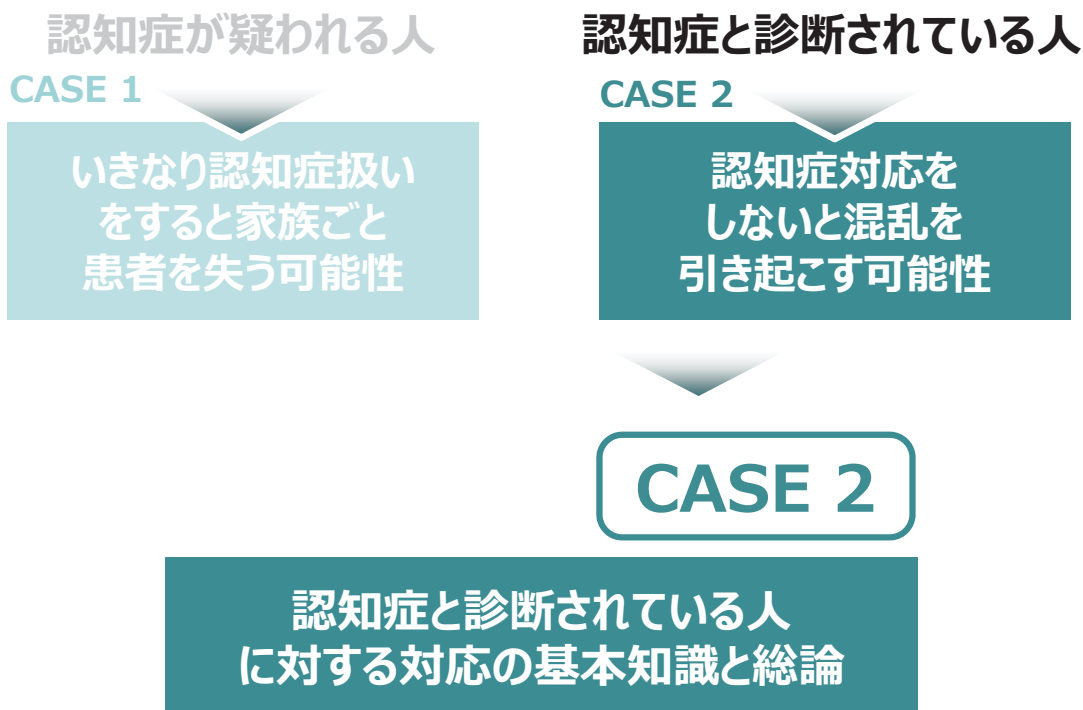 認知症が疑われる人
CASE 1
いきなり認知症扱い
をすると家族ごと
患者を失う可能性
認知症と診断されている人
CASE 2
認知症対応を
しないと混乱を
引き起こす可能性
CASE 2
認知症と診断されている人
に対する対応の基本知識と総論